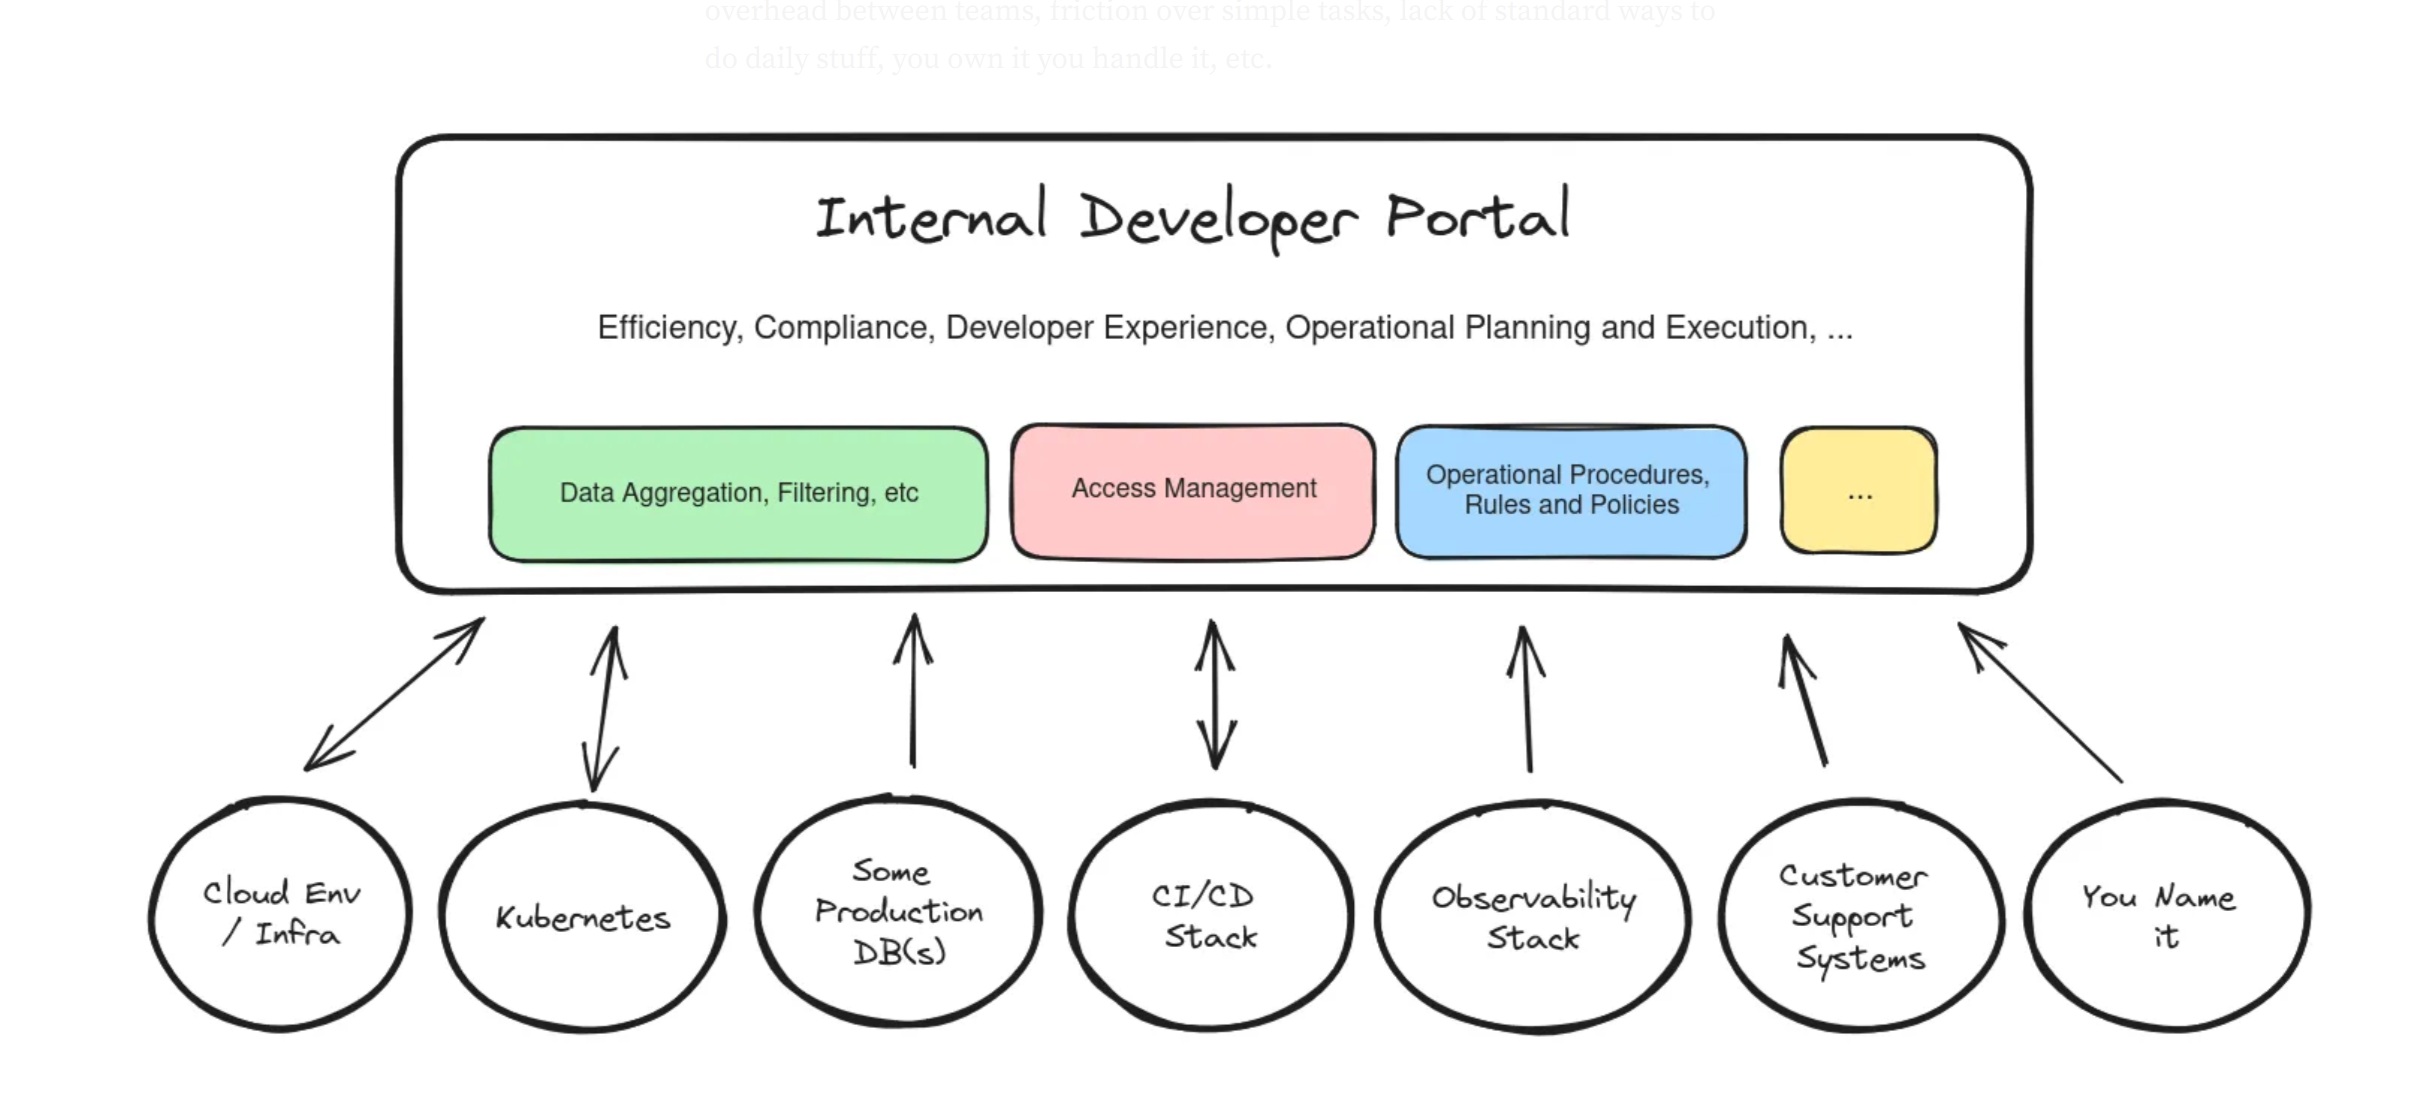 overhead between teams, friction over simple tasks, lack of standard ways to
do daily stuff, you own it you handle it, etc.
Internal Developer Portal
Efficiency, Compliance, Developer Experience, Operational Planning and Execution, ...
Data Aggregation, Filtering, etc
Access Management
Operational Procedures,
Rules and Policies
...
Cloud Env
/ Infra
Kubernetes
Some
Production
DB(s)
CI/CD
Stack
Observability
Stack
Customer
Support
Systems
You Name
it